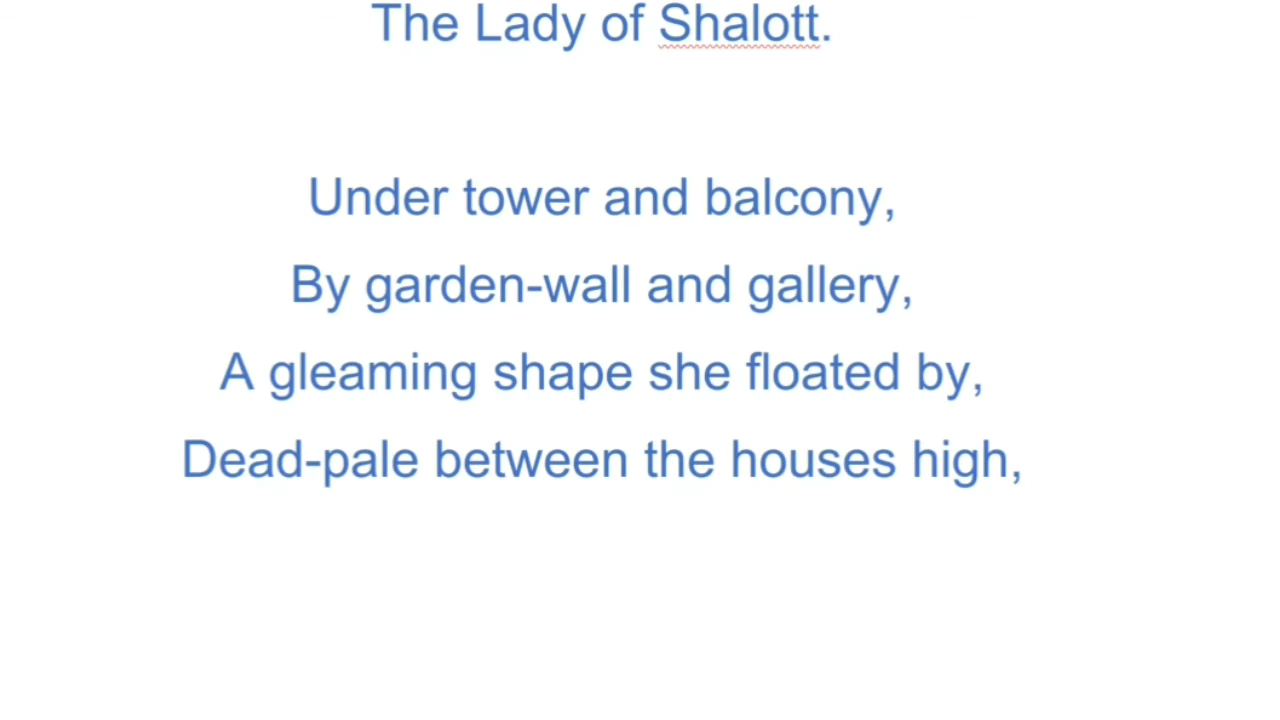 The Lady of Shalott.
Under tower and balcony,
By garden-wall and gallery,
A gleaming shape she floated by,
Dead-pale between the houses high,